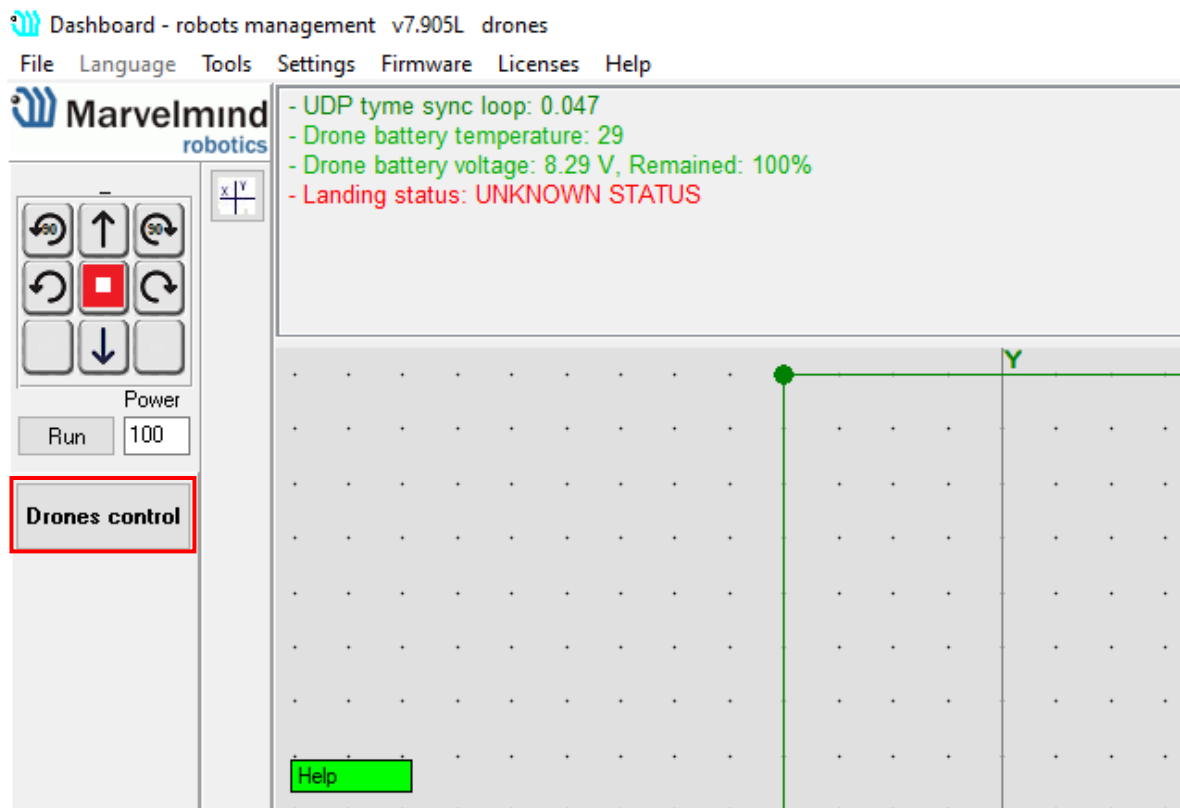 Dashboard - robots management v7.905L drones
File Language Tools Settings Firmware Licenses Help
Marvelmind
robotics
- UDP tyme sync loop: 0.047
- Drone battery temperature: 29
- Drone battery voltage: 8.29 V, Remained: 100%
- Landing status: UNKNOWN STATUS
X Y
90 90
Power
Run 100
Drones control
Y
Help